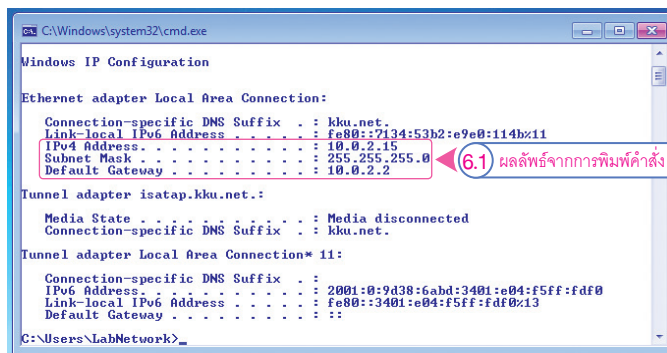 C:\Windows\system32\cmd.exe
Windows IP Configuration
Ethernet adapter Local Area Connection:
Connection-specific DNS Suffix . : kku.net.
Link-local IPv6 Address . . . . . : fe80::7134:53b2:e9e0:114b%11
IPv4 Address. . . . . . . . . . . : 10.0.2.15
Subnet Mask . . . . . . . . . . . : 255.255.255.0
Default Gateway . . . . . . . . . : 10.0.2.2
6.1 ผลลัพธ์จากการพิมพ์คำสั่ง
Tunnel adapter isatap.kku.net.:
Media State . . . . . . . . . . . : Media disconnected
Connection-specific DNS Suffix . : kku.net.
Tunnel adapter Local Area Connection* 11:
Connection-specific DNS Suffix . :
IPv6 Address. . . . . . . . . . . : 2001:0:9d38:6abd:3401:e04:f5ff:fdf0
Link-local IPv6 Address . . . . . : fe80::3401:e04:f5ff:fdf0%13
Default Gateway . . . . . . . . . : ::
C:\Users\LabNetwork>_